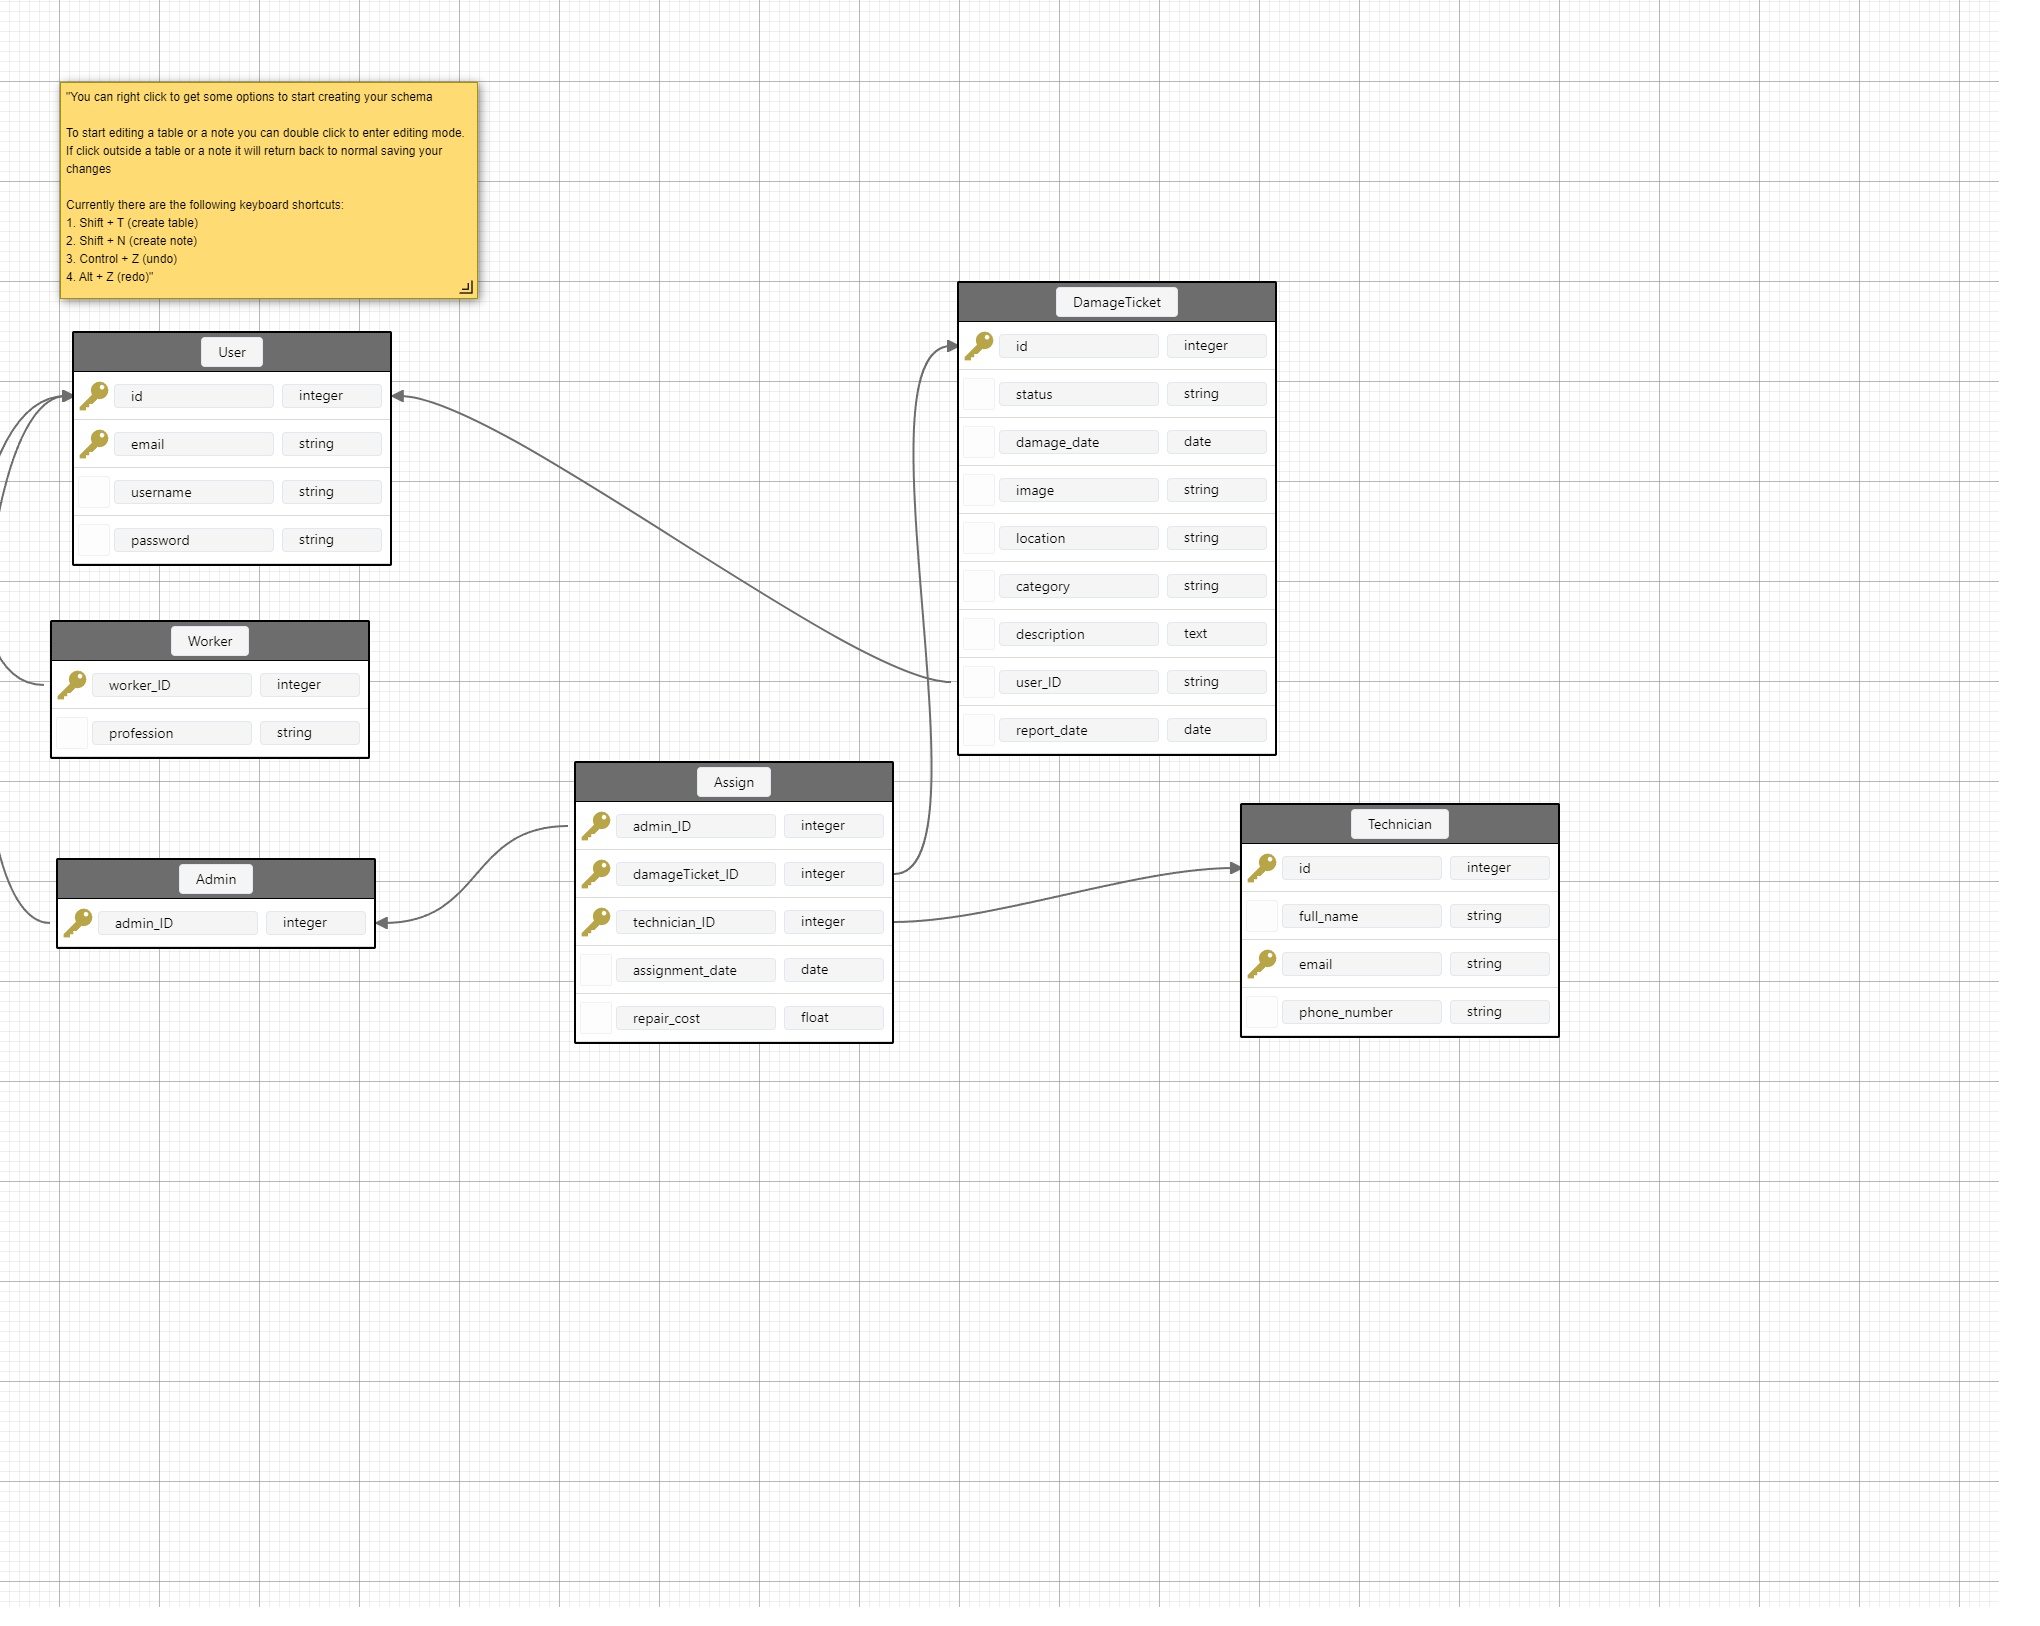 "You can right click to get some options to start creating your schema
To start editing a table or a note you can double click to enter editing mode.
If click outside a table or a note it will return back to normal saving your
changes
Currently there are the following keyboard shortcuts:
1. Shift + T (create table)
2. Shift + N (create note)
3. Control + Z (undo)
4. Alt + Z (redo)"
User
id integer
email string
username string
password string
Worker
worker_ID integer
profession string
Admin
admin_ID integer
Assign
admin_ID integer
damageTicket_ID integer
technician_ID integer
assignment_date date
repair_cost float
DamageTicket
id integer
status string
damage_date date
image string
location string
category string
description text
user_ID string
report_date date
Technician
id integer
full_name string
email string
phone_number string